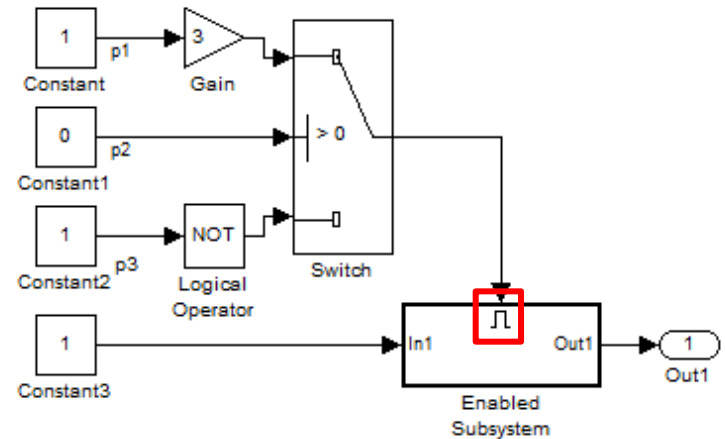 1
p1
Constant
3
Gain
0
p2
Constant1
> 0
1
p3
Constant2
NOT
Logical
Operator
Switch
1
Constant3
In1
Out1
Enabled
Subsystem
1
Out1